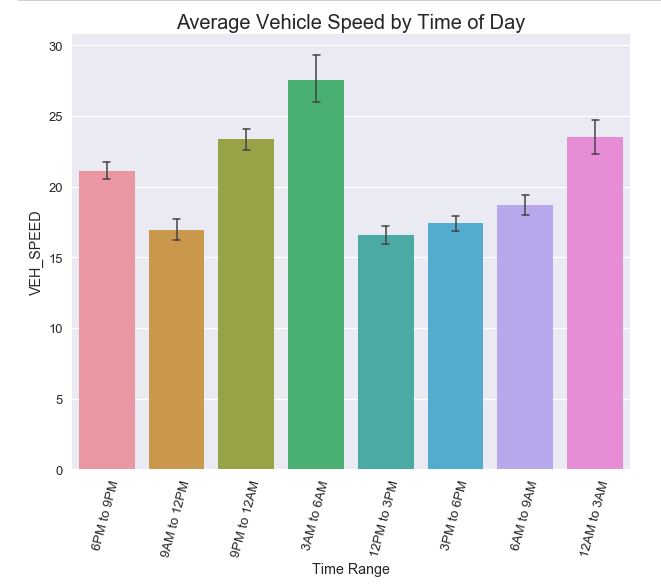 Average Vehicle Speed by Time of Day
30
25
20
15
10
5
0
VEH_SPEED
6PM to 9PM
9AM to 12PM
9PM to 12AM
3AM to 6AM
12PM to 3PM
3PM to 6PM
6AM to 9AM
12AM to 3AM
Time Range